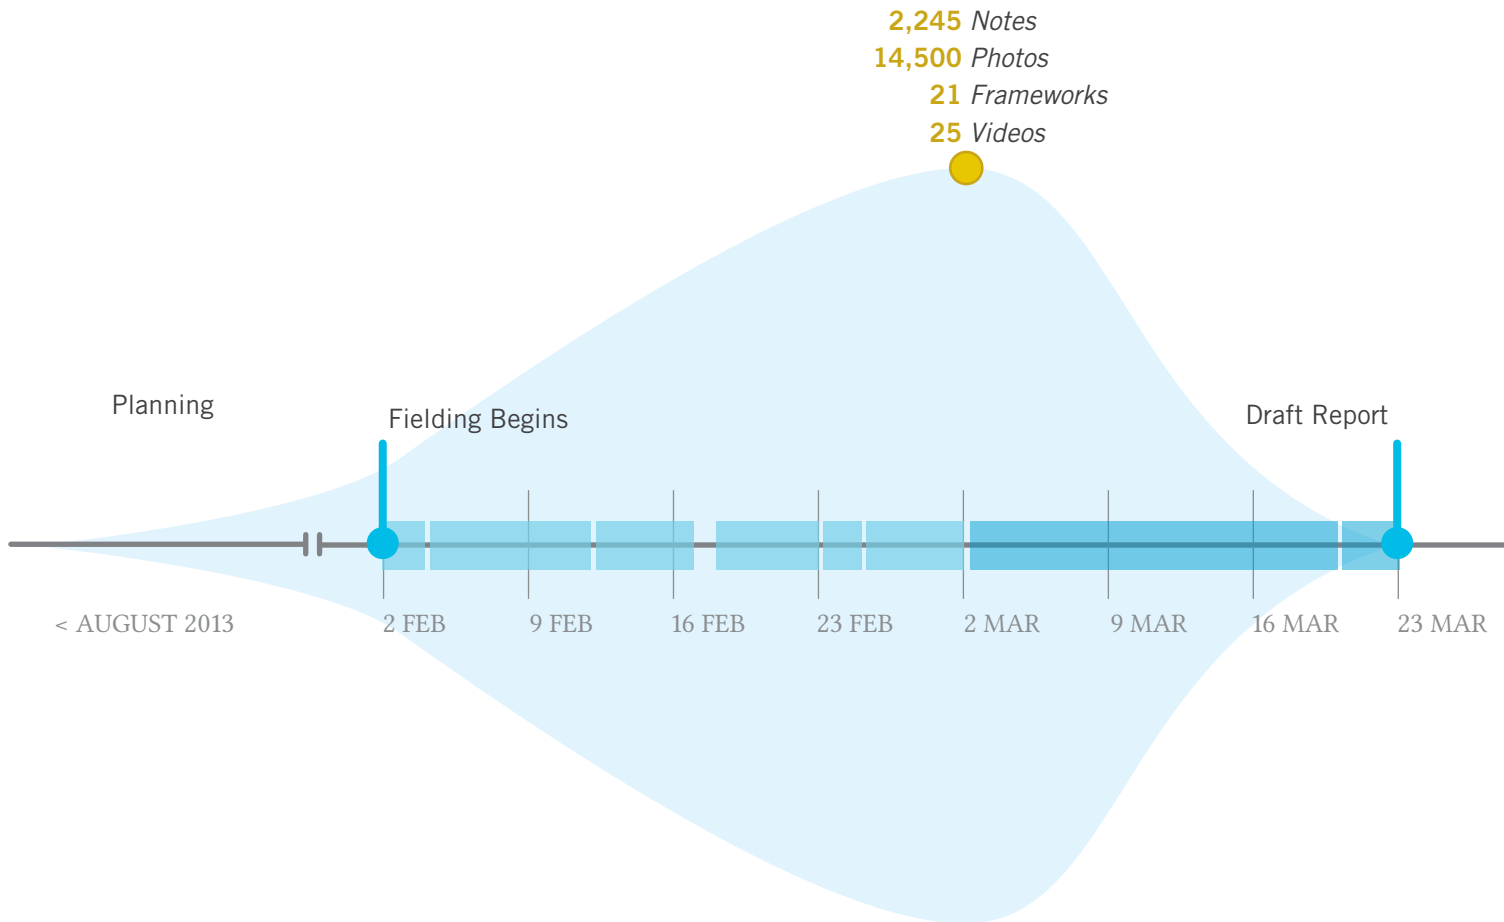 2,245 Notes
14,500 Photos
21 Frameworks
25 Videos
Planning
Fielding Begins
Draft Report
< AUGUST 2013
2 FEB
9 FEB
16 FEB
23 FEB
2 MAR
9 MAR
16 MAR
23 MAR